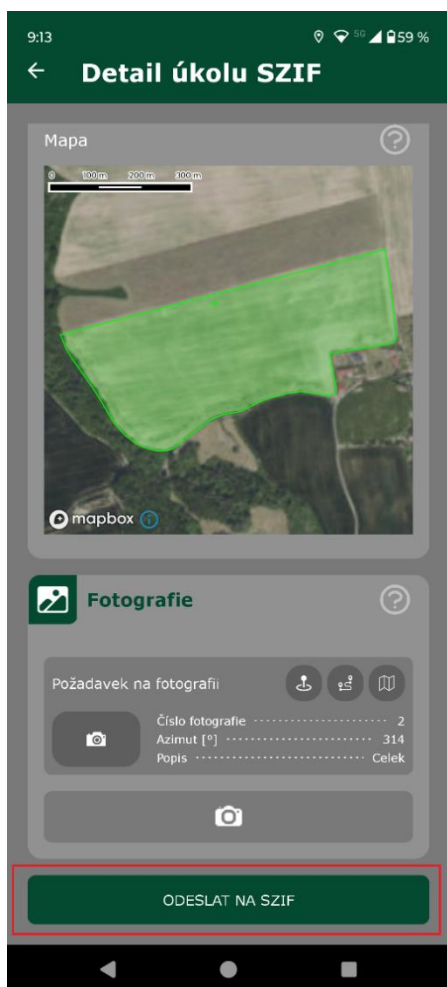 9:13
5G
59 %
Detail úkolu SZIF
Mapa
0 100 m 200 m 300 m
mapbox
Fotografie
Požadavek na fotografii
Číslo fotografie 2
Azimut [°] 314
Popis Celek
ODESLAT NA SZIF